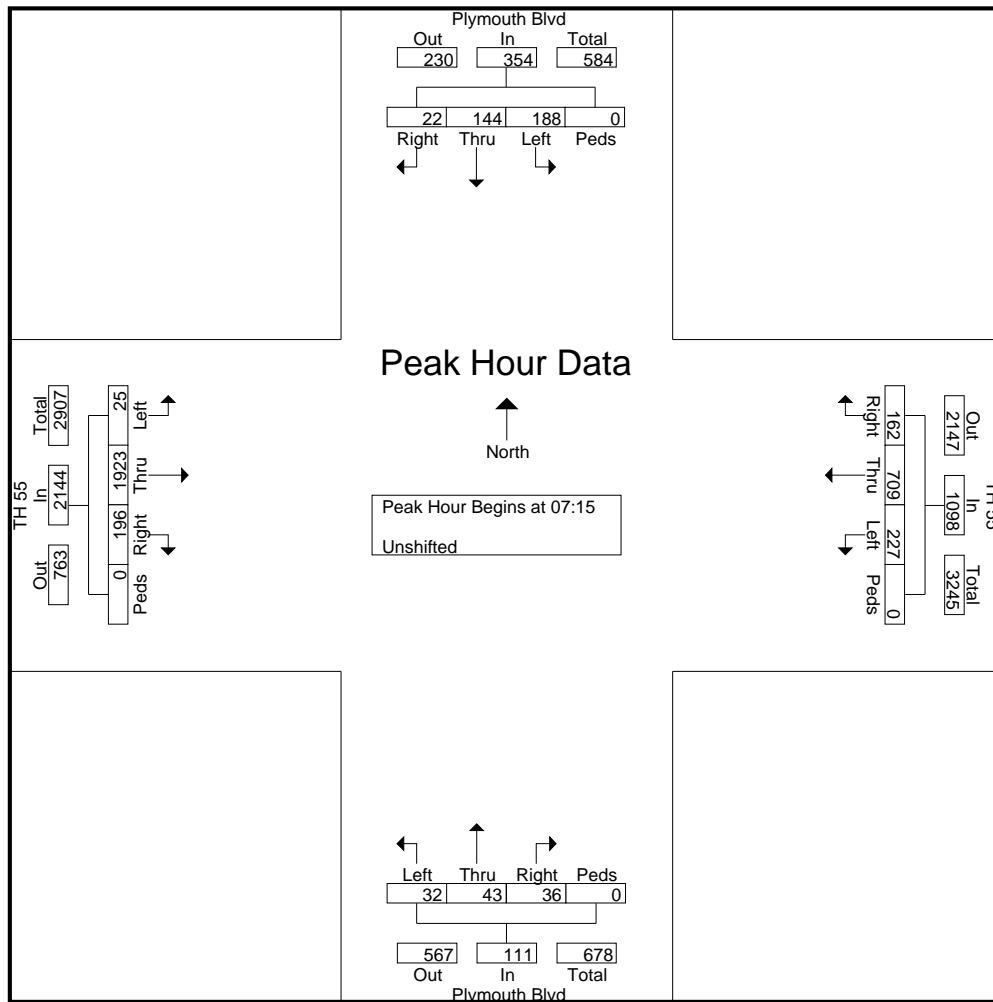 Plymouth Blvd
Out In Total
230 354 584
22 144 188 0
Right Thru Left Peds
Peak Hour Data
North
Peak Hour Begins at 07:15
Unshifted
TH 55
Total In Out
2907 2144 763
25 1923 196 0
Left Thru Right Peds
Right Thru Left Peds
162 709 227 0
Out In Total
2147 1098 3245
TH 55
Left Thru Right Peds
32 43 36 0
567 111 678
Out In Total
Plymouth Blvd